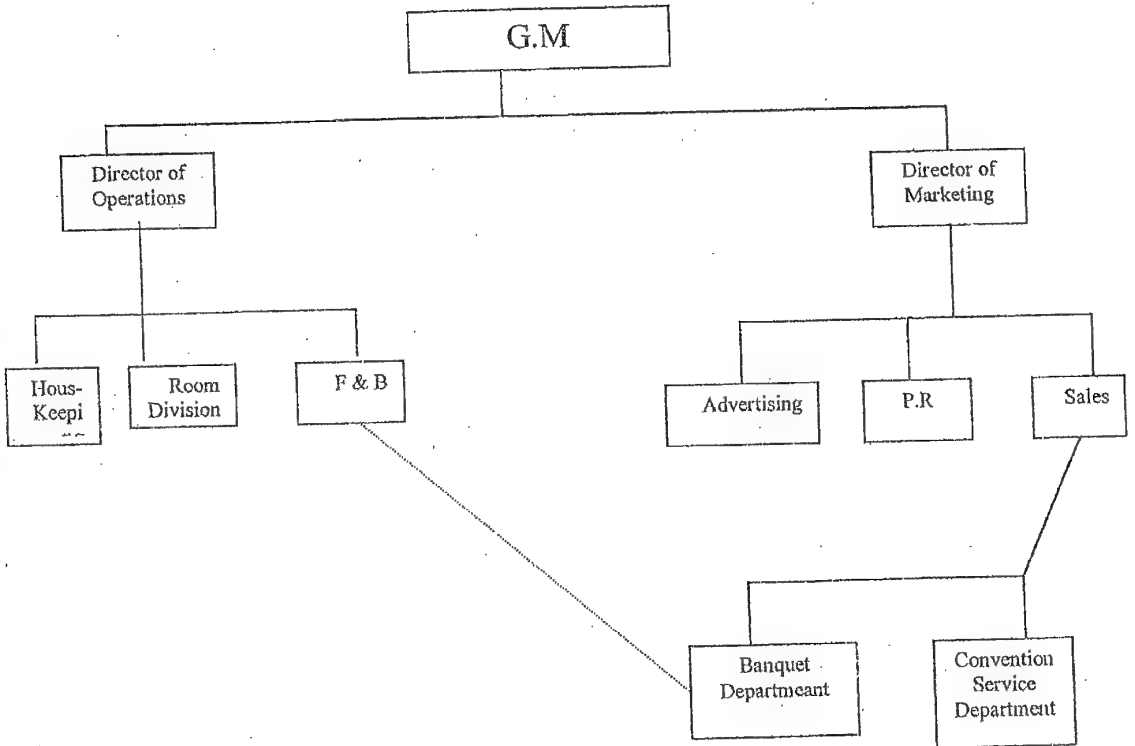 G.M
Director of
Operations
Director of
Marketing
Hous-
Keepi
Room
Division
F & B
Advertising
P.R
Sales
Banquet
Departmeant
Convention
Service
Department